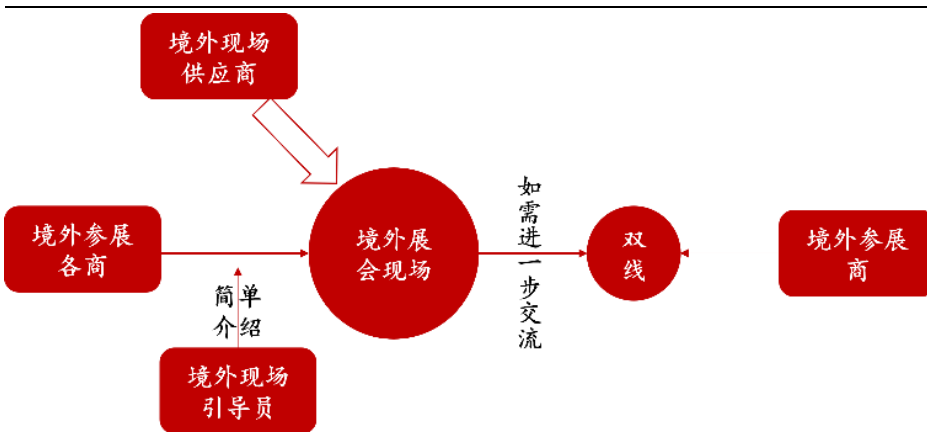 境外现场
供应商
境外参展
各商
境外展
会现场
如需进一步交流
双
线
境外参展
商
简单
介绍
境外现场
引导员